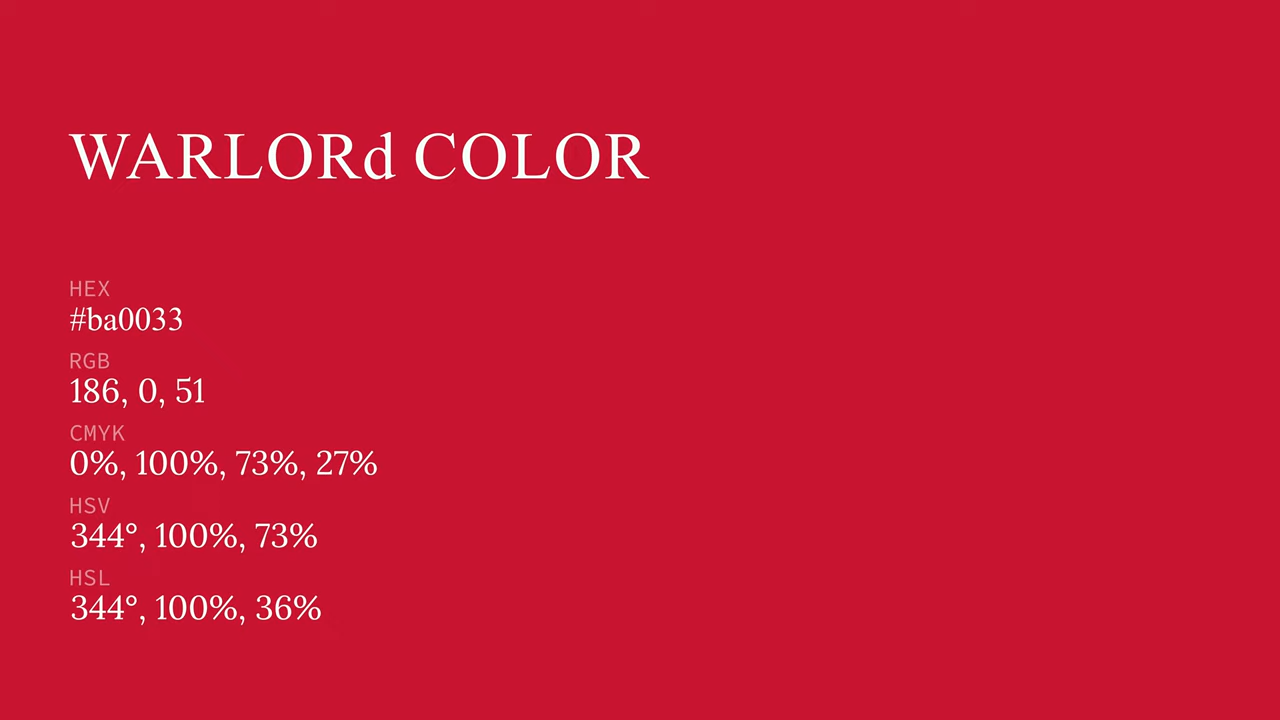 WARLORd COLOR
HEX
#ba0033
RGB
186, 0, 51
CMYK
0%, 100%, 73%, 27%
HSV
344°, 100%, 73%
HSL
344°, 100%, 36%